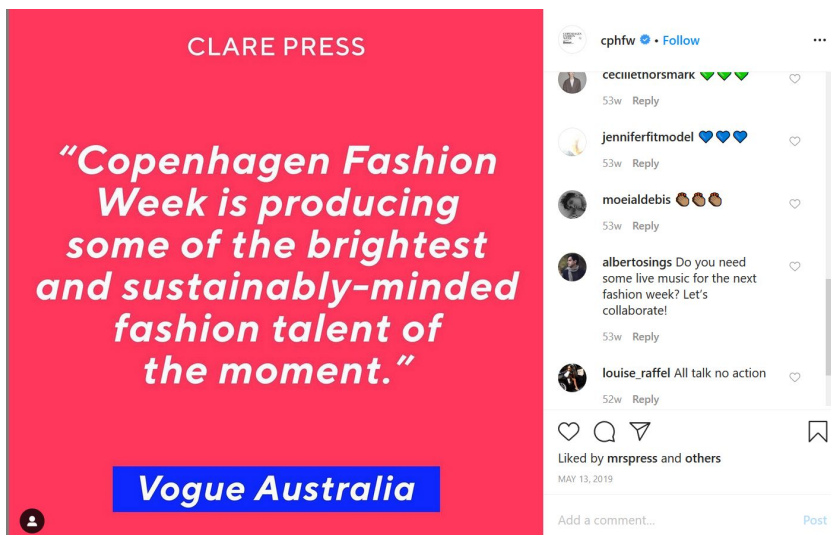 CLARE PRESS
“Copenhagen Fashion
Week is producing
some of the brightest
and sustainably-minded
fashion talent of
the moment.”
Vogue Australia
cphfw • Follow
ceciliethorsmark 💚💚💚
53w Reply
jenniferfitmodel 💙💙💙
53w Reply
moeialdebis 👏🏽👏🏽👏🏽
53w Reply
albertosings Do you need
some live music for the next
fashion week? Let’s
collaborate!
53w Reply
louise_raffel All talk no action
52w Reply
Liked by mrspress and others
MAY 13, 2019
Add a comment...
Post